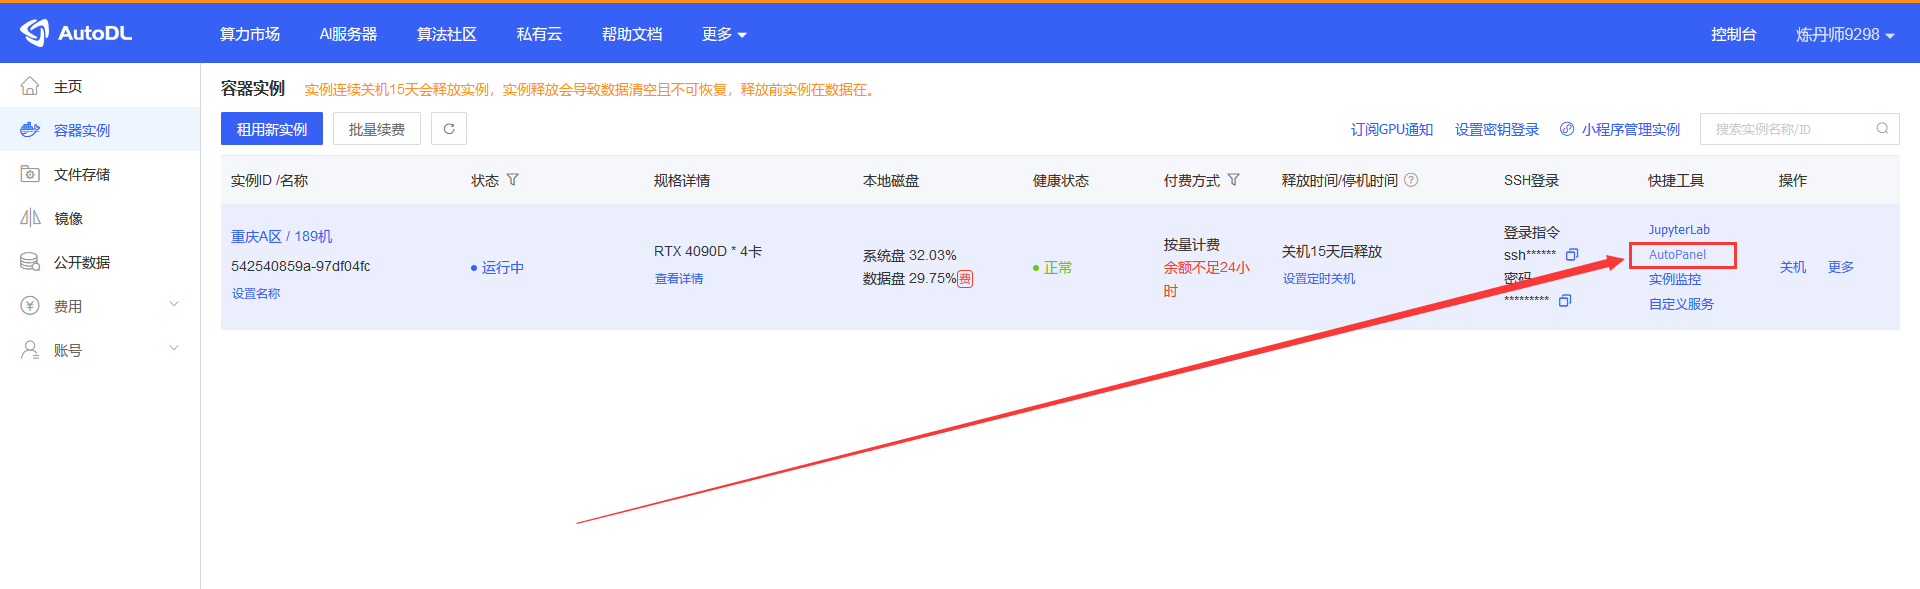 AutoDL
算力市场
AI服务器
算法社区
私有云
帮助文档
更多
控制台
炼丹师9298
主页
容器实例
文件存储
镜像
公开数据
费用
账号
容器实例
实例连续关机15天会释放实例，实例释放会导致数据清空且不可恢复，释放前实例在数据在。
租用新实例
批量续费
订阅GPU通知
设置密钥登录
小程序管理实例
搜索实例名称/ID
实例ID /名称
状态
规格详情
本地磁盘
健康状态
付费方式
释放时间/停机时间
SSH登录
快捷工具
操作
重庆A区 / 189机
542540859a-97df04fc
设置名称
运行中
RTX 4090D * 4卡
查看详情
系统盘 32.03%
数据盘 29.75% 费
正常
按量计费
余额不足24小
时
关机15天后释放
设置定时关机
登录指令
ssh******
密码
*********
JupyterLab
AutoPanel
实例监控
自定义服务
关机
更多